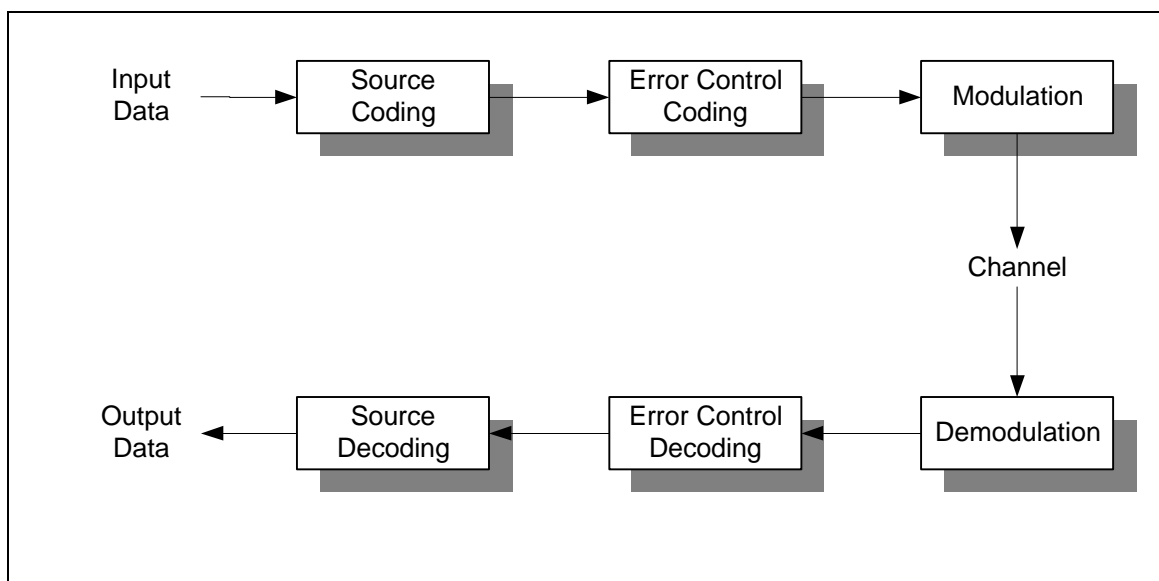 Input
Data
Source
Coding
Error Control
Coding
Modulation
Channel
Output
Data
Source
Decoding
Error Control
Decoding
Demodulation